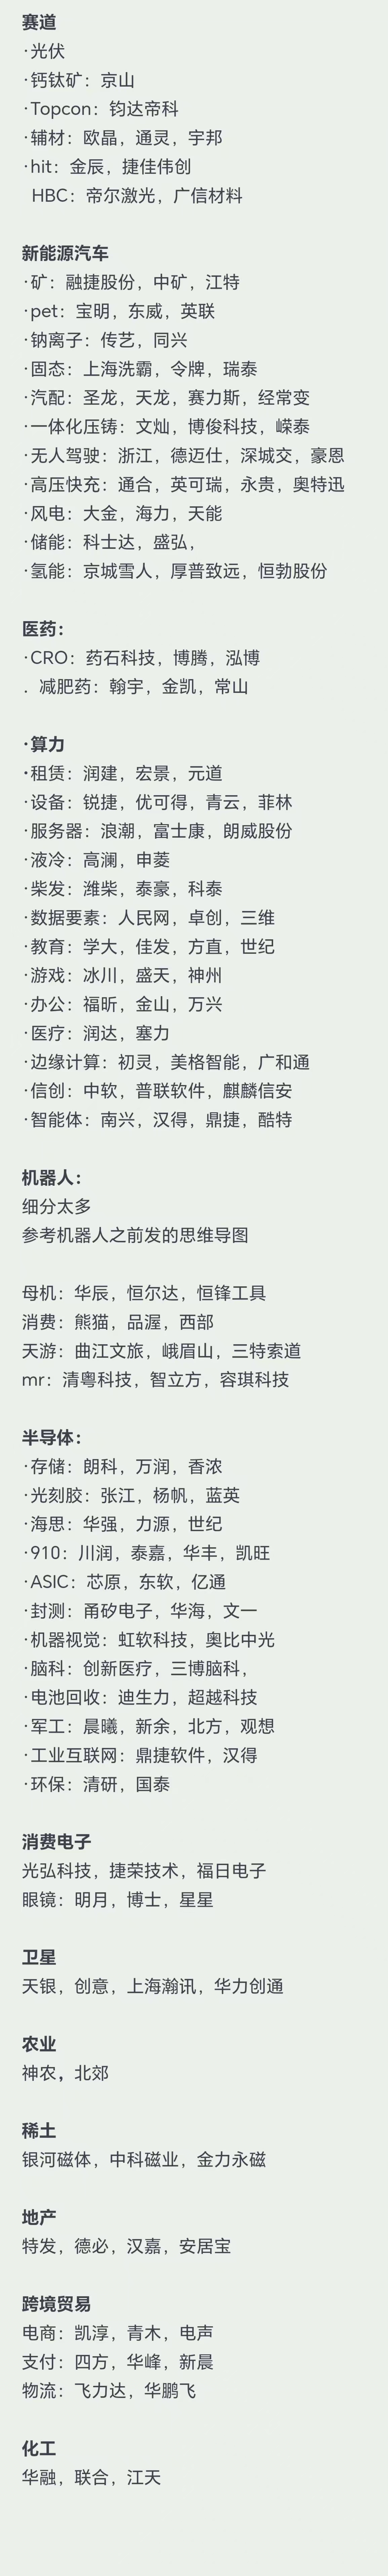 赛道
·光伏
·钙钛矿：京山
·Topcon：钧达帝科
·辅材：欧晶，通灵，宇邦
·hit：金辰，捷佳伟创
HBC：帝尔激光，广信材料
新能源汽车
·矿：融捷股份，中矿，江特
·pet：宝明，东威，英联
·钠离子：传艺，同兴
·固态：上海洗霸，令牌，瑞泰
·汽配：圣龙，天龙，赛力斯，经常变
·一体化压铸：文灿，博俊科技，嵘泰
·无人驾驶：浙江，德迈仕，深城交，豪恩
·高压快充：通合，英可瑞，永贵，奥特迅
·风电：大金，海力，天能
·储能：科士达，盛弘，
·氢能：京城雪人，厚普致远，恒勃股份
医药：
·CRO：药石科技，博腾，泓博
．减肥药：翰宇，金凯，常山
·算力
·租赁：润建，宏景，元道
·设备：锐捷，优可得，青云，菲林
·服务器：浪潮，富士康，朗威股份
·液冷：高澜，申菱
·柴发：潍柴，泰豪，科泰
·数据要素：人民网，卓创，三维
·教育：学大，佳发，方直，世纪
·游戏：冰川，盛天，神州
·办公：福昕，金山，万兴
·医疗：润达，塞力
·边缘计算：初灵，美格智能，广和通
·信创：中软，普联软件，麒麟信安
·智能体：南兴，汉得，鼎捷，酷特
机器人：
细分太多
参考机器人之前发的思维导图
母机：华辰，恒尔达，恒锋工具
消费：熊猫，品渥，西部
天游：曲江文旅，峨眉山，三特索道
mr：清粤科技，智立方，容琪科技
半导体：
·存储：朗科，万润，香浓
·光刻胶：张江，杨帆，蓝英
·海思：华强，力源，世纪
·910：川润，泰嘉，华丰，凯旺
·ASIC：芯原，东软，亿通
·封测：甬矽电子，华海，文一
·机器视觉：虹软科技，奥比中光
·脑科：创新医疗，三博脑科，
·电池回收：迪生力，超越科技
·军工：晨曦，新余，北方，观想
·工业互联网：鼎捷软件，汉得
·环保：清研，国泰
消费电子
光弘科技，捷荣技术，福日电子
眼镜：明月，博士，星星
卫星
天银，创意，上海瀚讯，华力创通
农业
神农，北郊
稀土
银河磁体，中科磁业，金力永磁
地产
特发，德必，汉嘉，安居宝
跨境贸易
电商：凯淳，青木，电声
支付：四方，华峰，新晨
物流：飞力达，华鹏飞
化工
华融，联合，江天